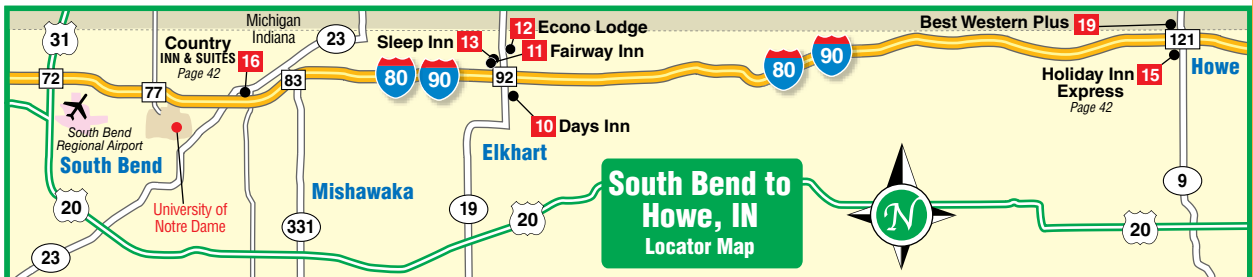 Michigan
Indiana
31
23
Country
INN & SUITES
Page 42
16
Sleep Inn 13
12 Econo Lodge
11 Fairway Inn
Best Western Plus 19
121
Howe
Holiday Inn
Express
Page 42
15
72
77
83
80
90
92
80
90
South Bend
Regional Airport
South Bend
10 Days Inn
Elkhart
Mishawaka
University of
Notre Dame
20
23
331
19
20
South Bend to
Howe, IN
Locator Map
N
9
20